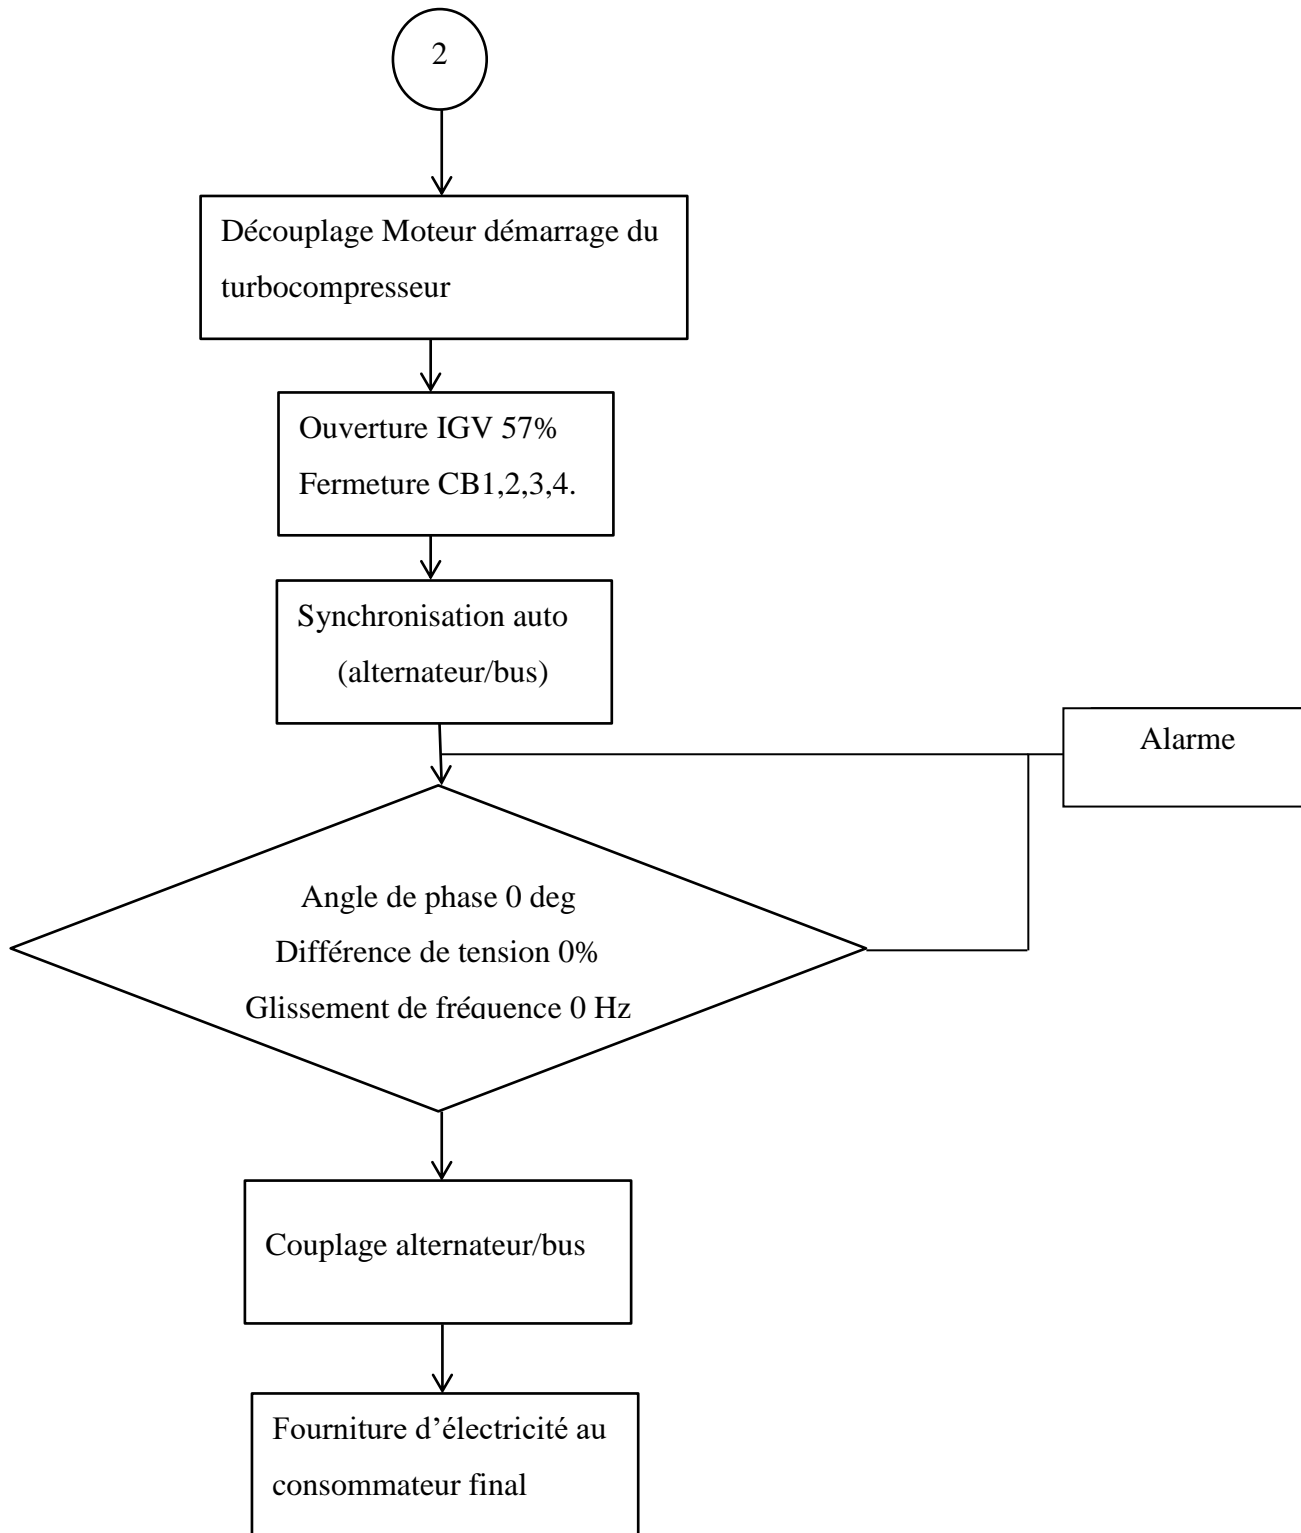 2
Découplage Moteur démarrage du
turbocompresseur
Ouverture IGV 57%
Fermeture CB1,2,3,4.
Synchronisation auto
(alternateur/bus)
Alarme
Angle de phase 0 deg
Différence de tension 0%
Glissement de fréquence 0 Hz
Couplage alternateur/bus
Fourniture d’électricité au
consommateur final